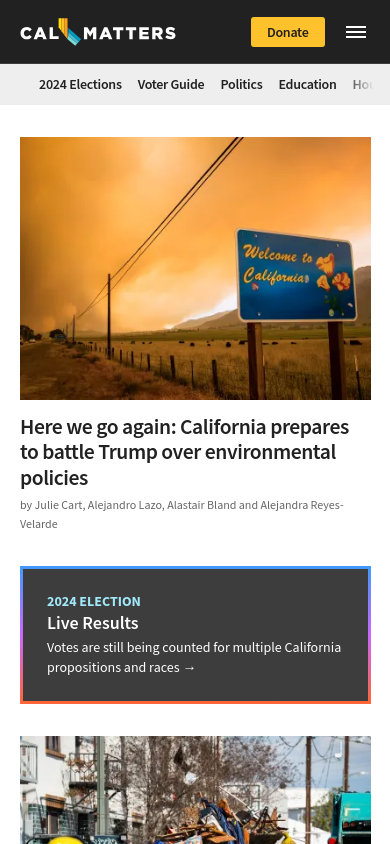 CAL MATTERS
Donate
2024 Elections Voter Guide Politics Education
Welcome to
California
Here we go again: California prepares
to battle Trump over environmental
policies
by Julie Cart, Alejandro Lazo, Alastair Bland and Alejandra Reyes-
Velarde
2024 ELECTION
Live Results
Votes are still being counted for multiple California
propositions and races →